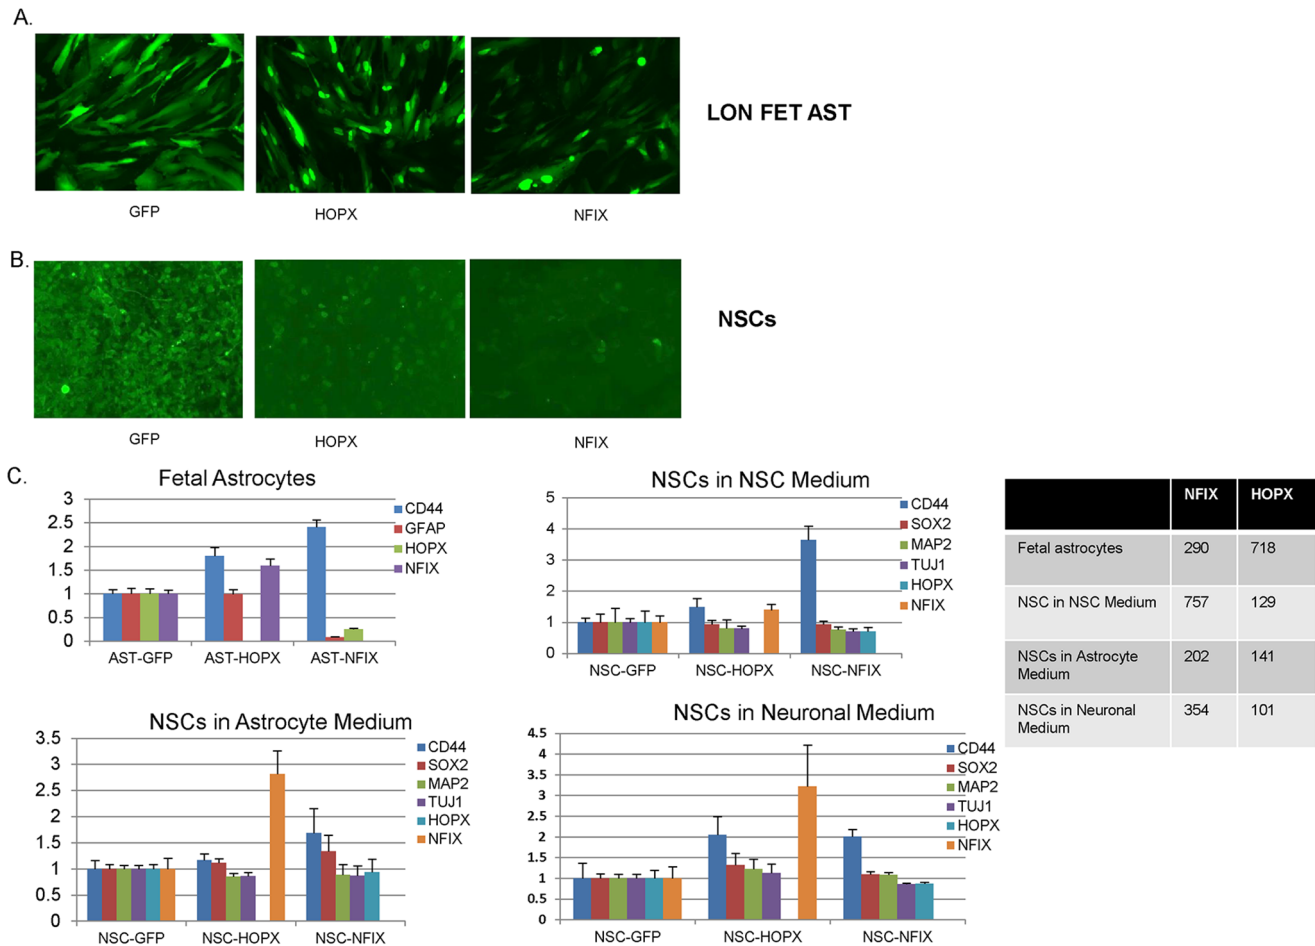 A.
LON FET AST
GFP
HOPX
NFIX
B.
NSCs
GFP
HOPX
NFIX
C.
Fetal Astrocytes
3
2.5
2
1.5
1
0.5
0
AST-GFP
AST-HOPX
AST-NFIX
CD44
GFAP
HOPX
NFIX
NSCs in NSC Medium
5
4
3
2
1
0
NSC-GFP
NSC-HOPX
NSC-NFIX
CD44
SOX2
MAP2
TUJ1
HOPX
NFIX
NFIX HOPX
Fetal astrocytes 290 718
NSC in NSC Medium 757 129
NSCs in Astrocyte 202 141
Medium
NSCs in Neuronal 354 101
Medium
NSCs in Astrocyte Medium
3.5
3
2.5
2
1.5
1
0.5
0
NSC-GFP
NSC-HOPX
NSC-NFIX
CD44
SOX2
MAP2
TUJ1
HOPX
NFIX
NSCs in Neuronal Medium
4.5
4
3.5
3
2.5
2
1.5
1
0.5
0
NSC-GFP
NSC-HOPX
NSC-NFIX
CD44
SOX2
MAP2
TUJ1
HOPX
NFIX